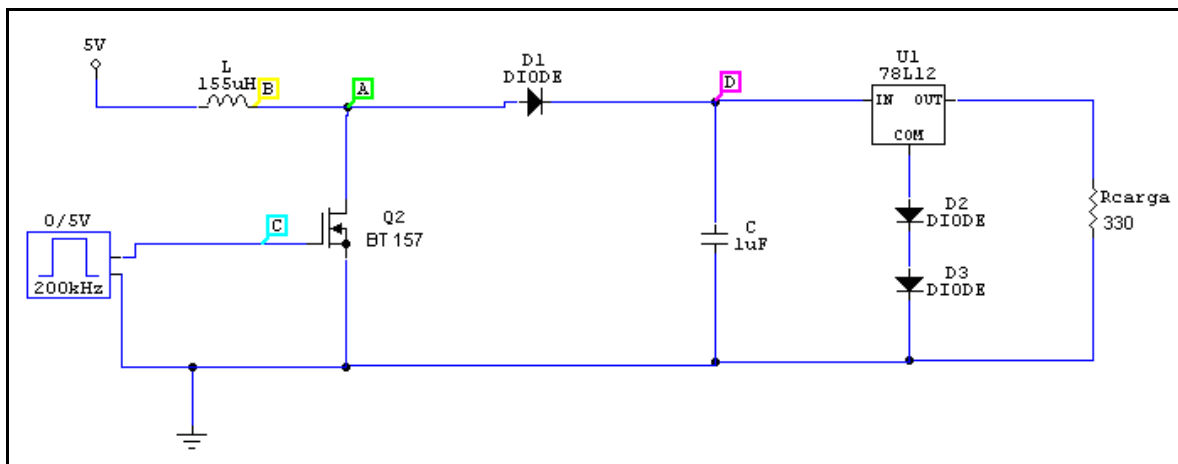 5V
L
155uH
B
A
D1
DIODE
D
U1
78L12
IN OUT
COM
0/5V
200kHz
C
Q2
BT 157
C
1uF
D2
DIODE
D3
DIODE
Rcarga
330